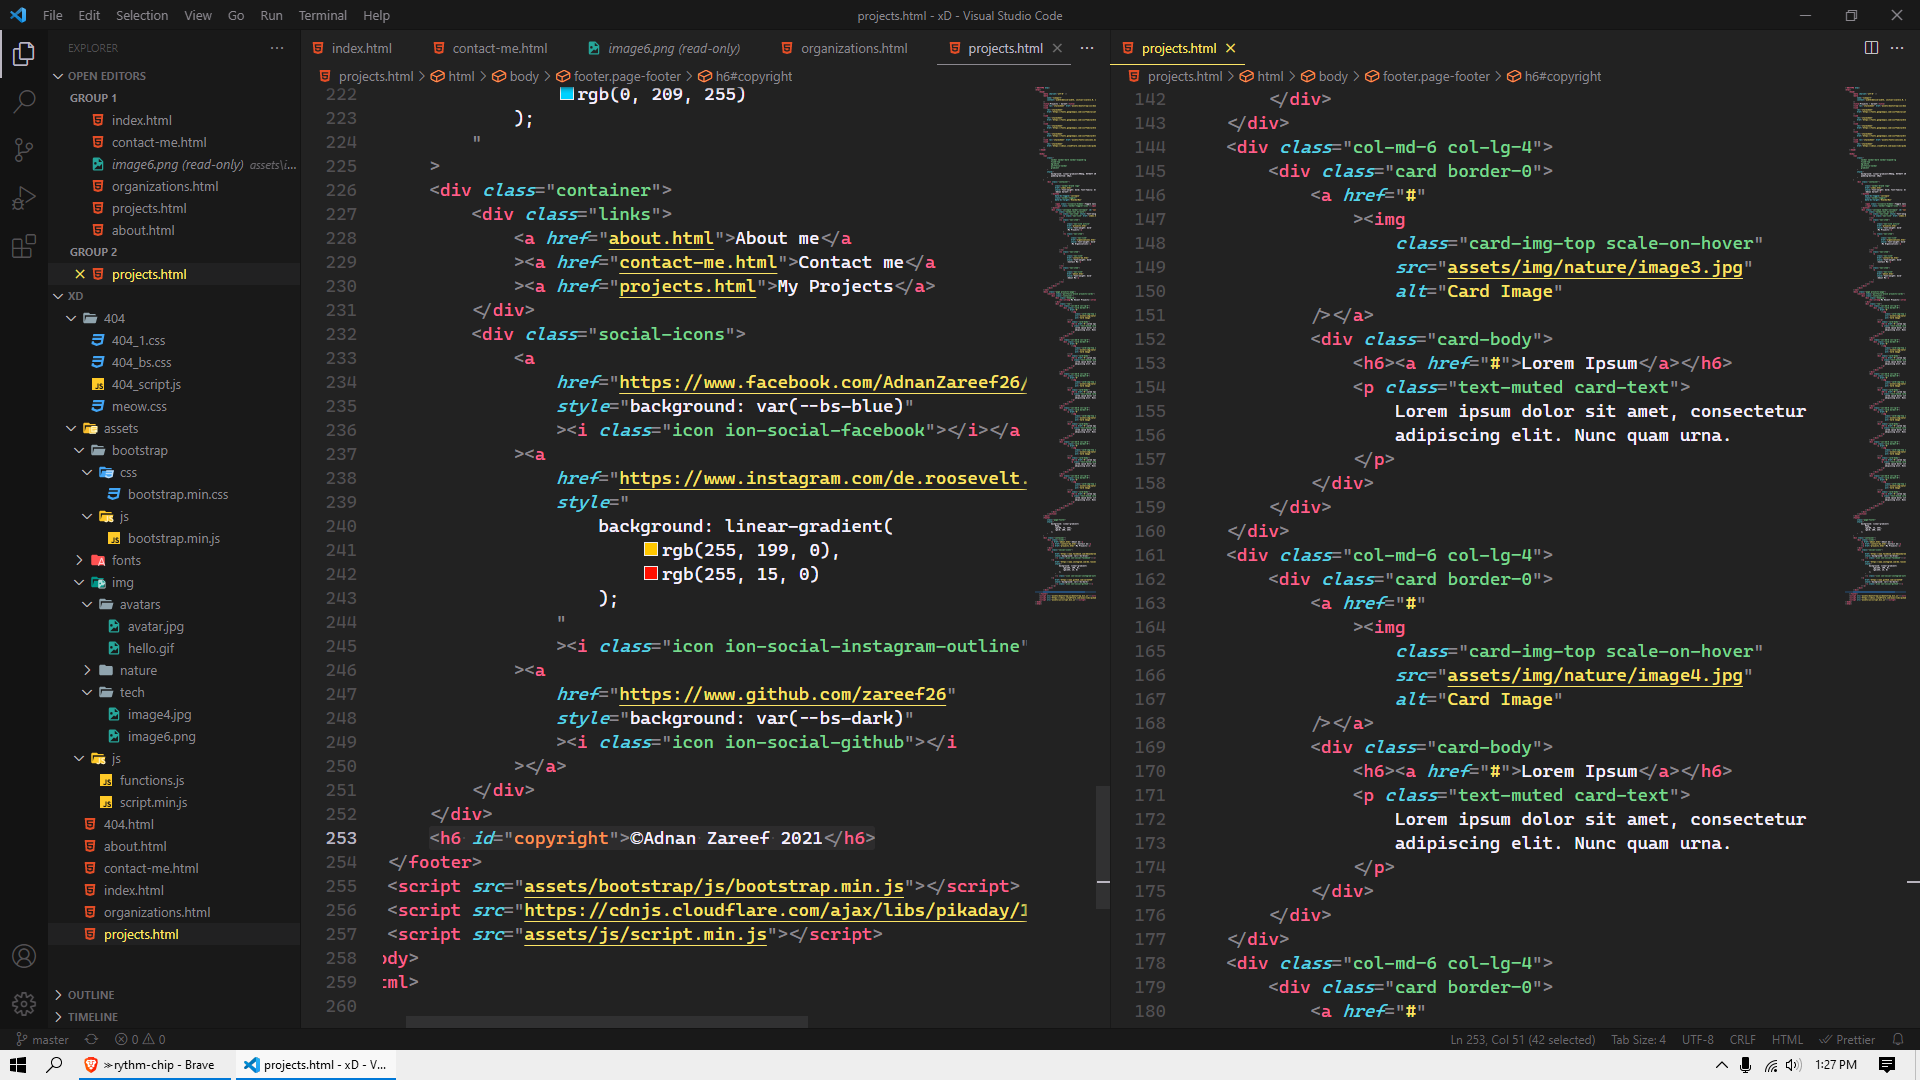 File Edit Selection View Go Run Terminal Help
projects.html - xD - Visual Studio Code
EXPLORER
OPEN EDITORS
GROUP 1
index.html
contact-me.html
image6.png (read-only) assets\i...
organizations.html
projects.html
about.html
GROUP 2
projects.html
XD
404
404_1.css
404_bs.css
404_script.js
meow.css
assets
bootstrap
css
bootstrap.min.css
js
bootstrap.min.js
fonts
img
avatars
avatar.jpg
hello.gif
nature
tech
image4.jpg
image6.png
js
functions.js
script.min.js
404.html
about.html
contact-me.html
index.html
organizations.html
projects.html
OUTLINE
TIMELINE
index.html contact-me.html image6.png (read-only) organizations.html projects.html
projects.html > html > body > footer.page-footer > h6#copyright
222 rgb(0, 209, 255)
223 );
224 "
225 >
226 <div class="container">
227 <div class="links">
228 <a href="about.html">About me</a
229 ><a href="contact-me.html">Contact me</a
230 ><a href="projects.html">My Projects</a>
231 </div>
232 <div class="social-icons">
233 <a
234 href="https://www.facebook.com/AdnanZareef26/
235 style="background: var(--bs-blue)"
236 ><i class="icon ion-social-facebook"></i></a
237 ><a
238 href="https://www.instagram.com/de.roosevelt.
239 style="
240 background: linear-gradient(
241 rgb(255, 199, 0),
242 rgb(255, 15, 0)
243 );
244 "
245 ><i class="icon ion-social-instagram-outline"
246 ><a
247 href="https://www.github.com/zareef26"
248 style="background: var(--bs-dark)"
249 ><i class="icon ion-social-github"></i
250 ></a>
251 </div>
252 </div>
253 <h6 id="copyright">©Adnan Zareef 2021</h6>
254 </footer>
255 <script src="assets/bootstrap/js/bootstrap.min.js"></script>
256 <script src="https://cdnjs.cloudflare.com/ajax/libs/pikaday/1
257 <script src="assets/js/script.min.js"></script>
258 ody>
259 tml>
260
projects.html
projects.html > html > body > footer.page-footer > h6#copyright
142 </div>
143 </div>
144 <div class="col-md-6 col-lg-4">
145 <div class="card border-0">
146 <a href="#"
147 ><img
148 class="card-img-top scale-on-hover"
149 src="assets/img/nature/image3.jpg"
150 alt="Card Image"
151 /></a>
152 <div class="card-body">
153 <h6><a href="#">Lorem Ipsum</a></h6>
154 <p class="text-muted card-text">
155 Lorem ipsum dolor sit amet, consectetur
156 adipiscing elit. Nunc quam urna.
157 </p>
158 </div>
159 </div>
160 </div>
161 <div class="col-md-6 col-lg-4">
162 <div class="card border-0">
163 <a href="#"
164 ><img
165 class="card-img-top scale-on-hover"
166 src="assets/img/nature/image4.jpg"
167 alt="Card Image"
168 /></a>
169 <div class="card-body">
170 <h6><a href="#">Lorem Ipsum</a></h6>
171 <p class="text-muted card-text">
172 Lorem ipsum dolor sit amet, consectetur
173 adipiscing elit. Nunc quam urna.
174 </p>
175 </div>
176 </div>
177 </div>
178 <div class="col-md-6 col-lg-4">
179 <div class="card border-0">
180 <a href="#"
master 0 0 Ln 253, Col 51 (42 selected) Tab Size: 4 UTF-8 CRLF HTML Prettier
rythm-chip - Brave projects.html - xD - V... 1:27 PM